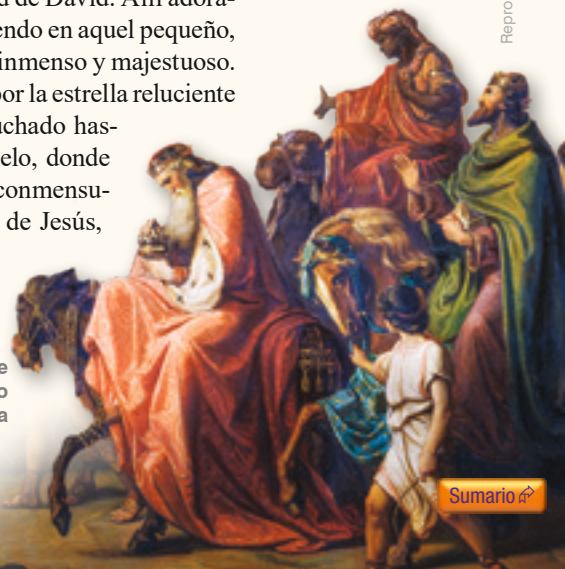 d de David. Allí adora-
endo en aquel pequeño,
inmenso y majestuoso.
por la estrella reluciente
uchado has-
elo, donde
conmensu-
de Jesús,
e
o
a
Repro
Sumario